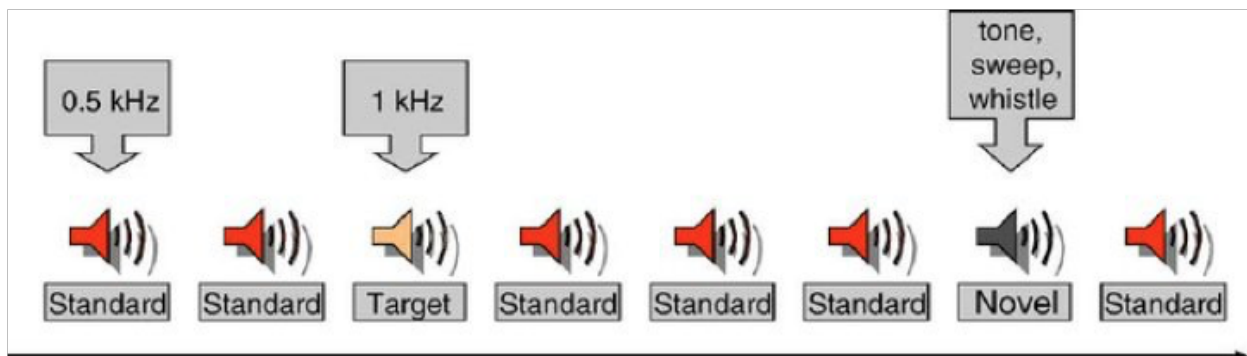 0.5 kHz
1 kHz
tone,
sweep,
whistle
Standard
Standard
Target
Standard
Standard
Standard
Novel
Standard